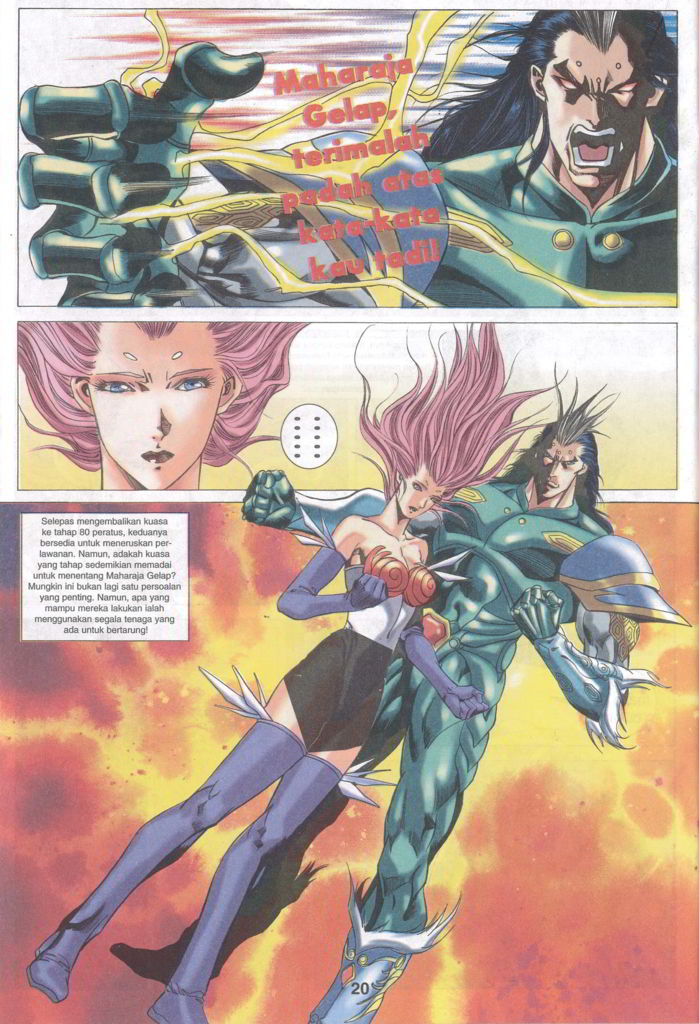 Maharaja
Gelap,
terimalah
padah atas
kata-kata
kau tadi!
Selepas mengembalikan kuasa
ke tahap 80 peratus, keduanya
bersedia untuk meneruskan per-
lawanan. Namun, adakah kuasa
yang tahap sedemikian memadai
untuk menentang Maharaja Gelap?
Mungkin ini bukan lagi satu persoalan
yang penting. Namun, apa yang
mampu mereka lakukan ialah
menggunakan segala tenaga yang
ada untuk bertarung!
20